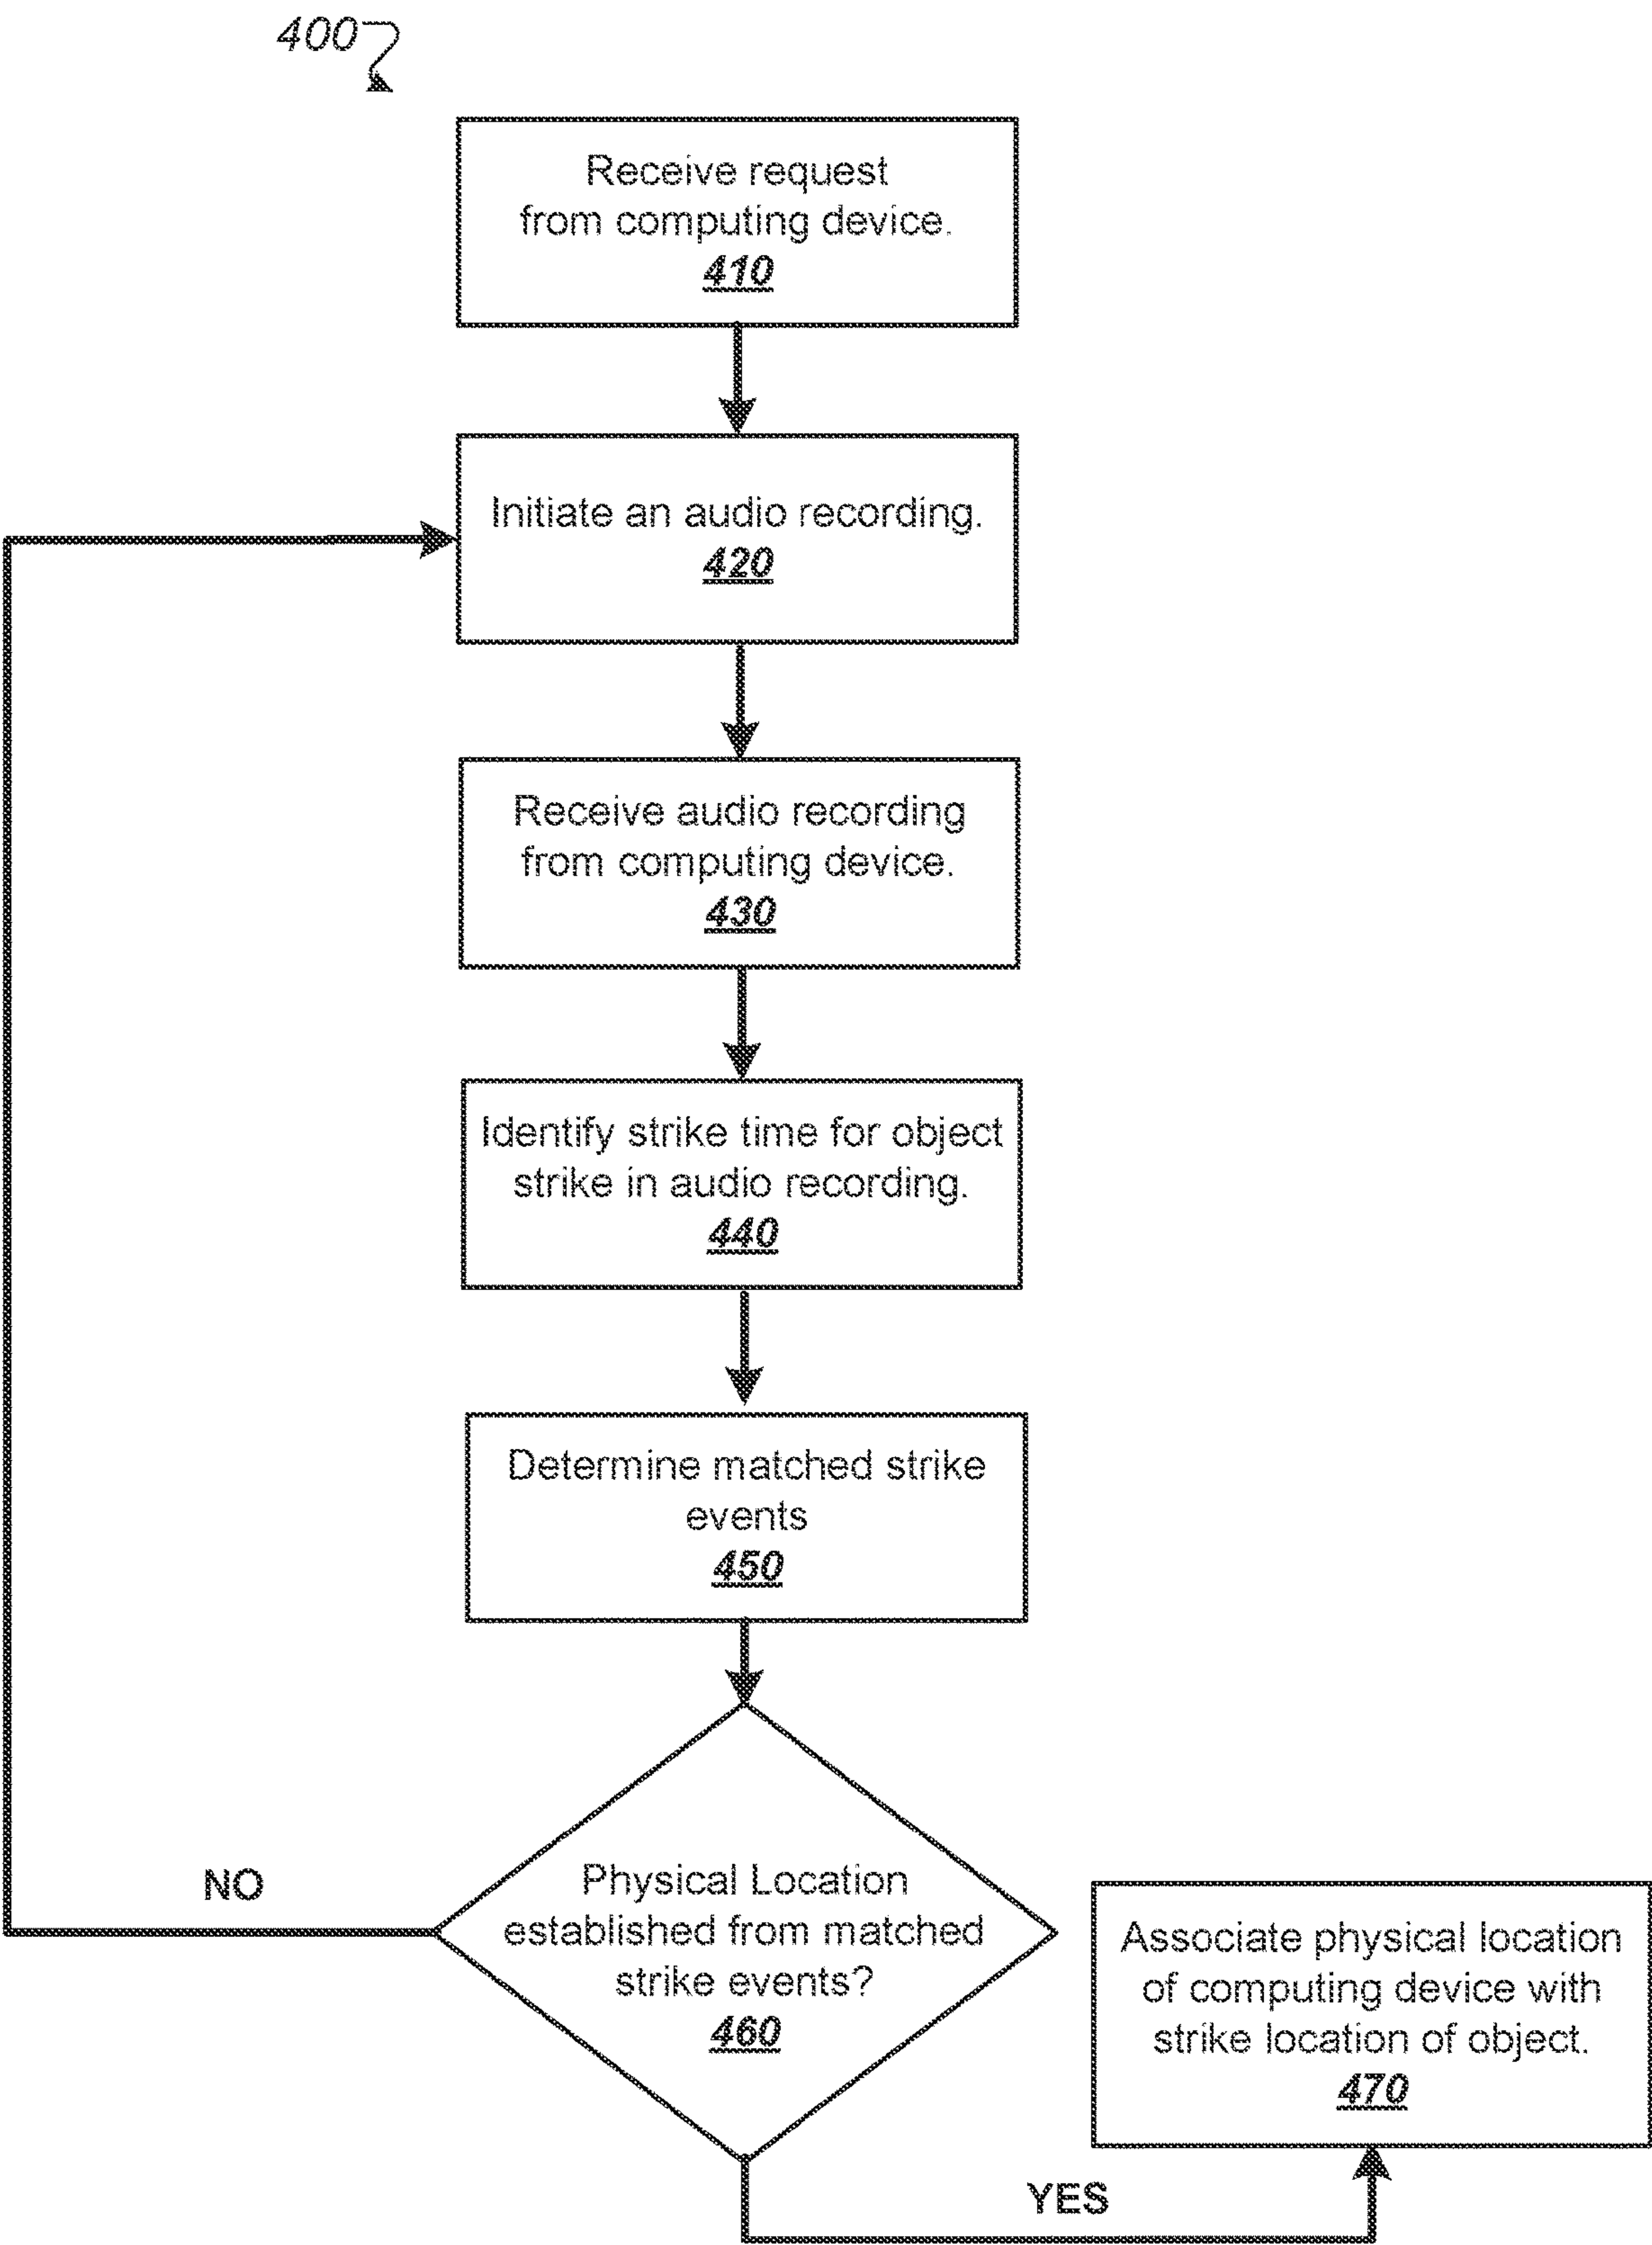 400
Receive request
from computing device.
410
Initiate an audio recording.
420
Receive audio recording
from computing device.
430
Identify strike time for object
strike in audio recording.
440
Determine matched strike
events
450
Physical Location
established from matched
strike events?
460
NO
YES
Associate physical location
of computing device with
strike location of object.
470